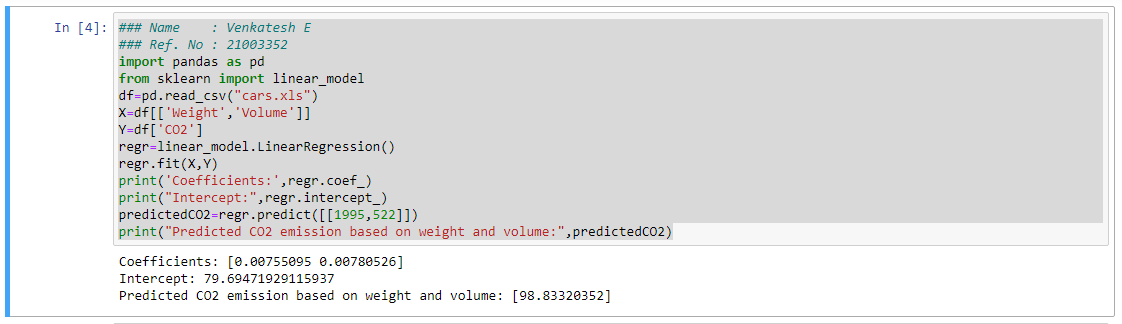 In [4]:
### Name    : Venkatesh E
### Ref. No : 21003352
import pandas as pd
from sklearn import linear_model
df=pd.read_csv("cars.xls")
X=df[['Weight','Volume']]
Y=df['CO2']
regr=linear_model.LinearRegression()
regr.fit(X,Y)
print('Coefficients:',regr.coef_)
print("Intercept:",regr.intercept_)
predictedCO2=regr.predict([[1995,522]])
print("Predicted CO2 emission based on weight and volume:",predictedCO2)
Coefficients: [0.00755095 0.00780526]
Intercept: 79.69471929115937
Predicted CO2 emission based on weight and volume: [98.83320352]